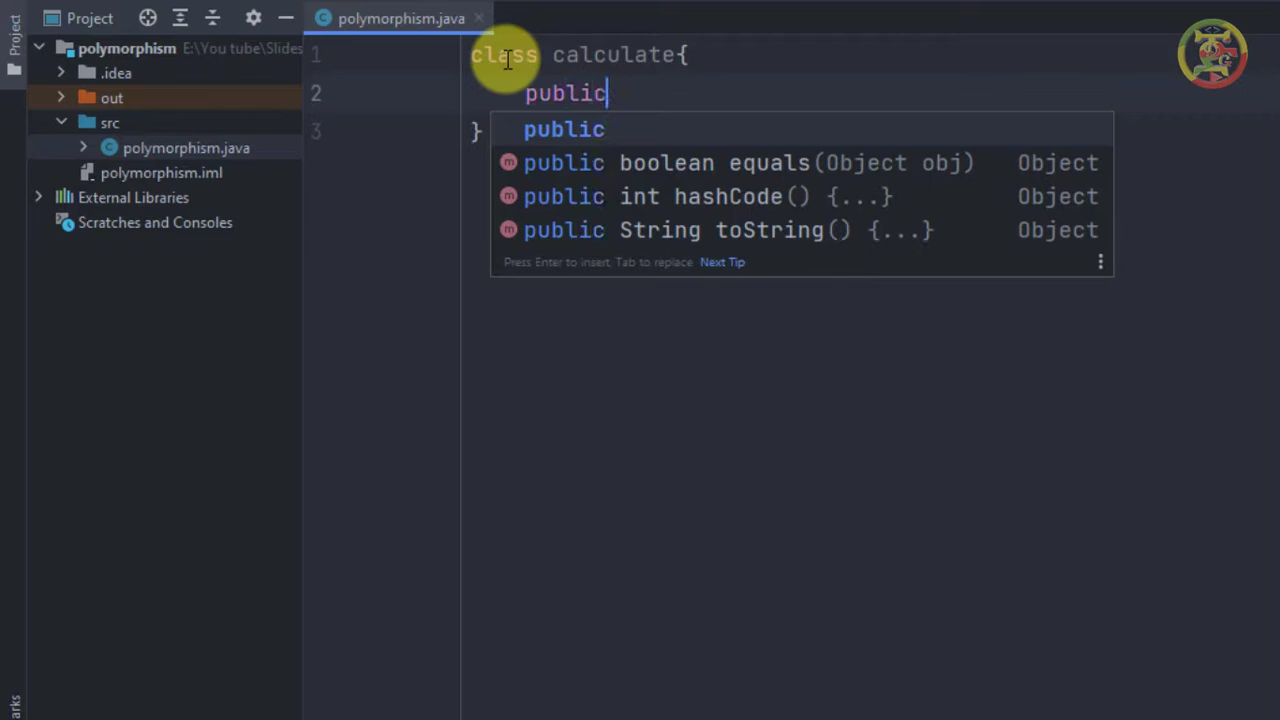 Project
Project
polymorphism E:\You tube\Slides
.idea
out
src
polymorphism.java
polymorphism.iml
External Libraries
Scratches and Consoles
arks
polymorphism.java
1 class calculate{
2 public
3 }
public
public boolean equals(Object obj) Object
public int hashCode() {...} Object
public String toString() {...} Object
Press Enter to insert, Tab to replace Next Tip